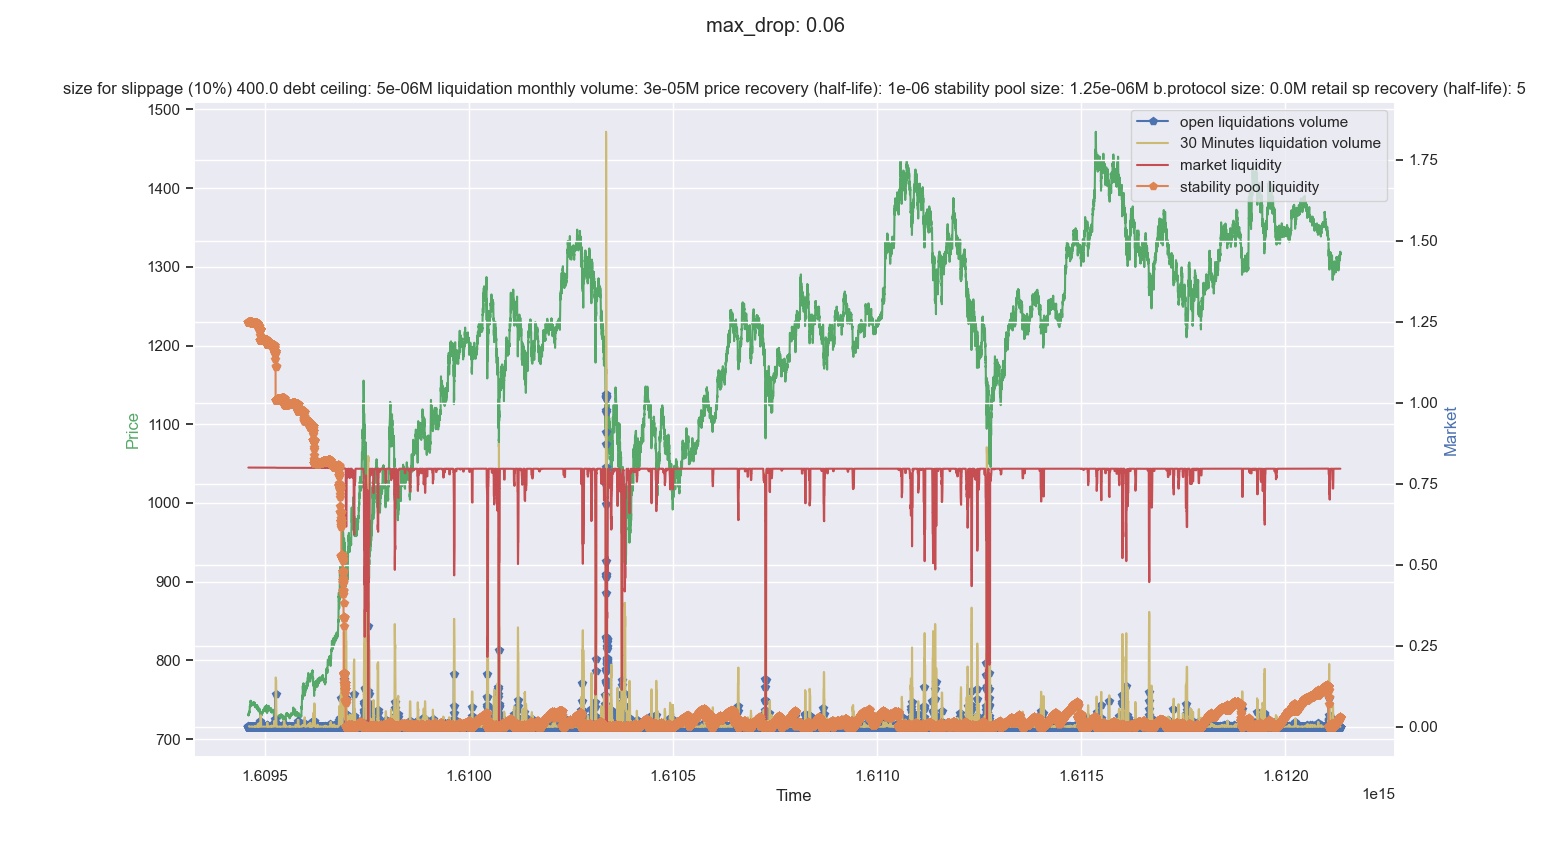 max_drop: 0.06
size for slippage (10%) 400.0 debt ceiling: 5e-06M liquidation monthly volume: 3e-05M price recovery (half-life): 1e-06 stability pool size: 1.25e-06M b.protocol size: 0.0M retail sp recovery (half-life): 5
open liquidations volume
30 Minutes liquidation volume
market liquidity
stability pool liquidity
1500
1400
1300
1200
1100
1000
900
800
700
Price
1.75
1.50
1.25
1.00
0.75
0.50
0.25
0.00
Market
1.6095 1.6100 1.6105 1.6110 1.6115 1.6120
1e15
Time